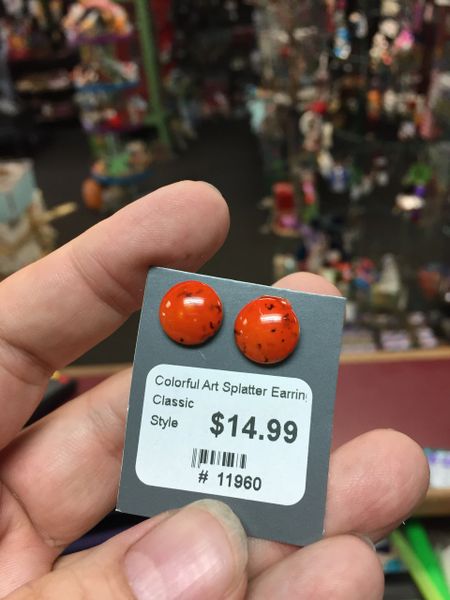 Colorful Art Splatter Earrin
Classic
Style
$14.99
# 11960